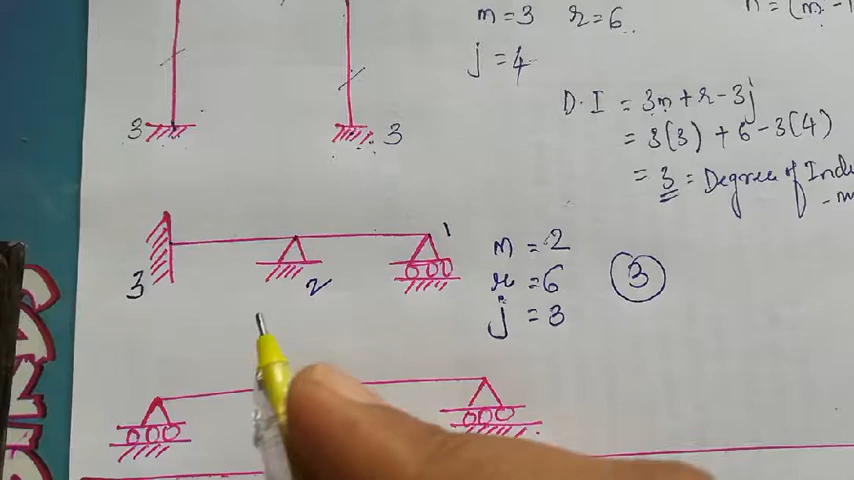 m = 3 r = 6
j = 4
D.I = 3m + r - 3j
= 3(3) + 6 - 3(4)
= 3 = Degree of
3 3
1
3 2
m = 2
r = 6
j = 3
3